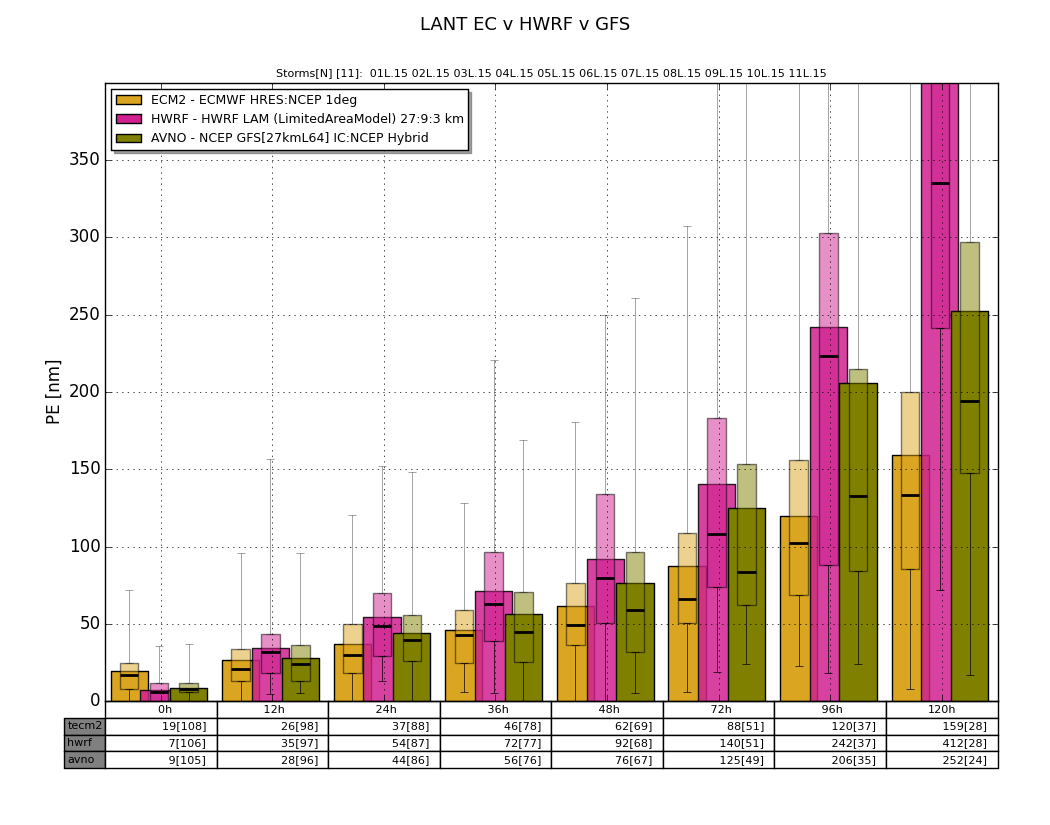 LANT EC v HWRF v GFS
Storms[N] [11]: 01L.15 02L.15 03L.15 04L.15 05L.15 06L.15 07L.15 08L.15 09L.15 10L.15 11L.15
ECM2 - ECMWF HRES:NCEP 1deg
HWRF - HWRF LAM (LimitedAreaModel) 27:9:3 km
AVNO - NCEP GFS[27kmL64] IC:NCEP Hybrid
350
300
250
200
150
100
50
0
PE [nm]
0h 12h 24h 36h 48h 72h 96h 120h
tecm2 19[108] 26[98] 37[88] 46[78] 62[69] 88[51] 120[37] 159[28]
hwrf 7[106] 35[97] 54[87] 72[77] 92[68] 140[51] 242[37] 412[28]
avno 9[105] 28[96] 44[86] 56[76] 76[67] 125[49] 206[35] 252[24]